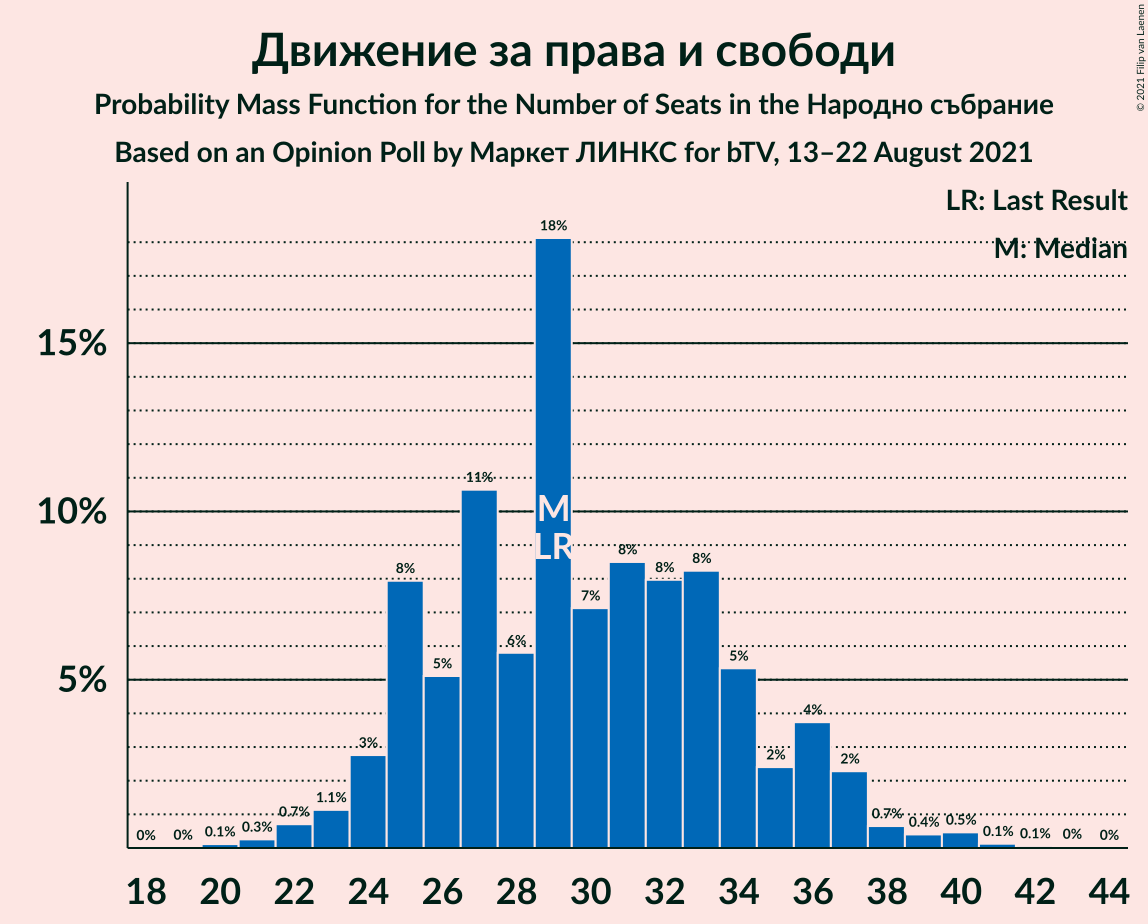 Движение за права и свободи
Probability Mass Function for the Number of Seats in the Народно събрание
Based on an Opinion Poll by Маркет ЛИНКС for bTV, 13–22 August 2021
© 2021 Filip van Laenen
LR: Last Result
M: Median
15%
10%
5%
0% 0% 0.1% 0.3% 0.7% 1.1% 3% 8% 5% 11% 6% 18% 7% 8% 8% 8% 5% 2% 4% 2% 0.7% 0.4% 0.5% 0.1% 0.1% 0% 0%
M
LR
18 20 22 24 26 28 30 32 34 36 38 40 42 44